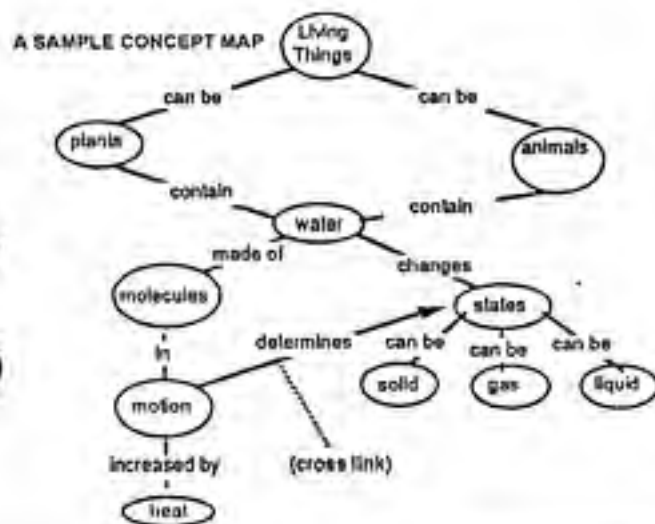 A SAMPLE CONCEPT MAP
Living
Things
can be
can be
plants
animals
contain
contain
water
made of
changes
molecules
states
in
determines
can be
can be
can be
solid
gas
liquid
motion
increased by
(cross link)
heat